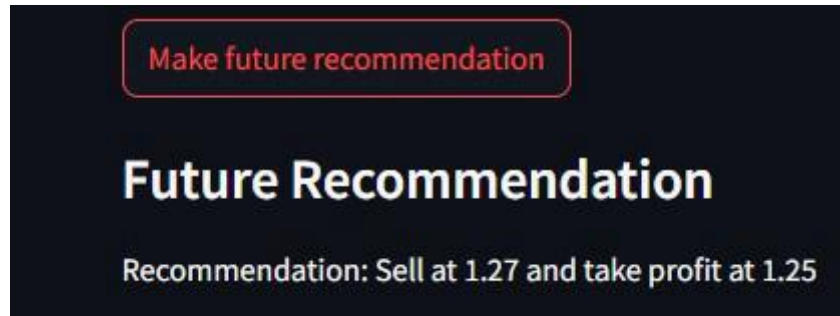 Make future recommendation
Future Recommendation
Recommendation: Sell at 1.27 and take profit at 1.25